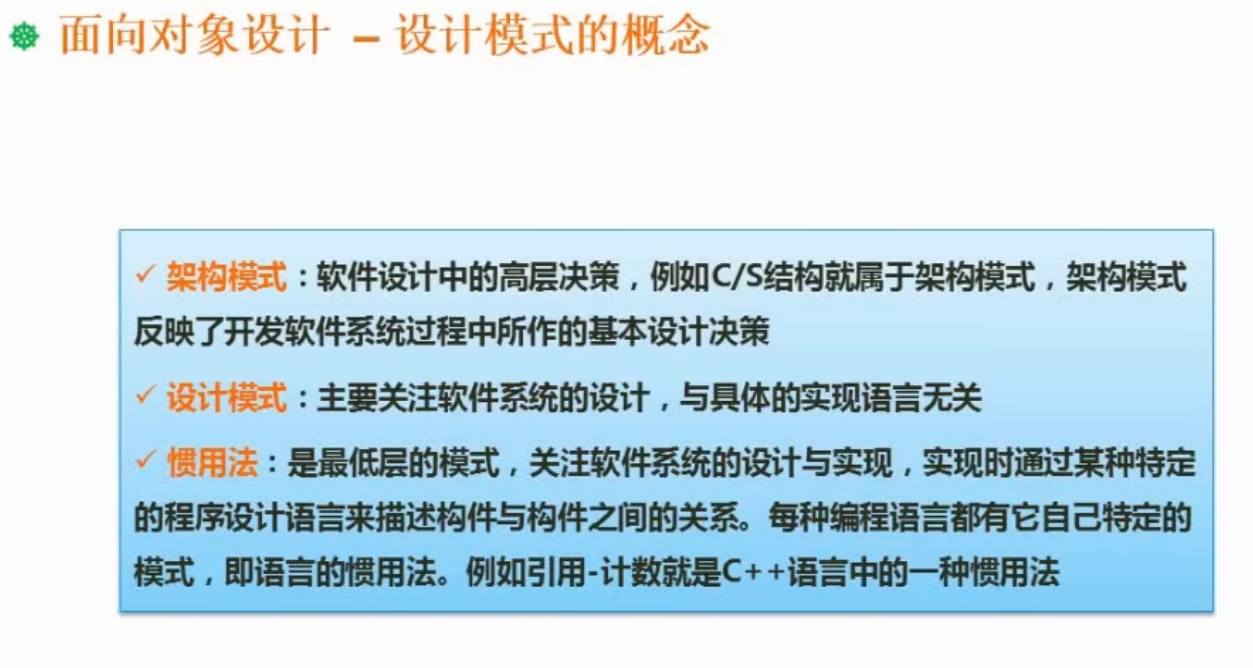 面向对象设计 – 设计模式的概念
✓ 架构模式：软件设计中的高层决策，例如C/S结构就属于架构模式，架构模式
反映了开发软件系统过程中所作的基本设计决策
✓ 设计模式：主要关注软件系统的设计，与具体的实现语言无关
✓ 惯用法：是最低层的模式，关注软件系统的设计与实现，实现时通过某种特定
的程序设计语言来描述构件与构件之间的关系。每种编程语言都有它自己特定的
模式，即语言的惯用法。例如引用-计数就是C++语言中的一种惯用法